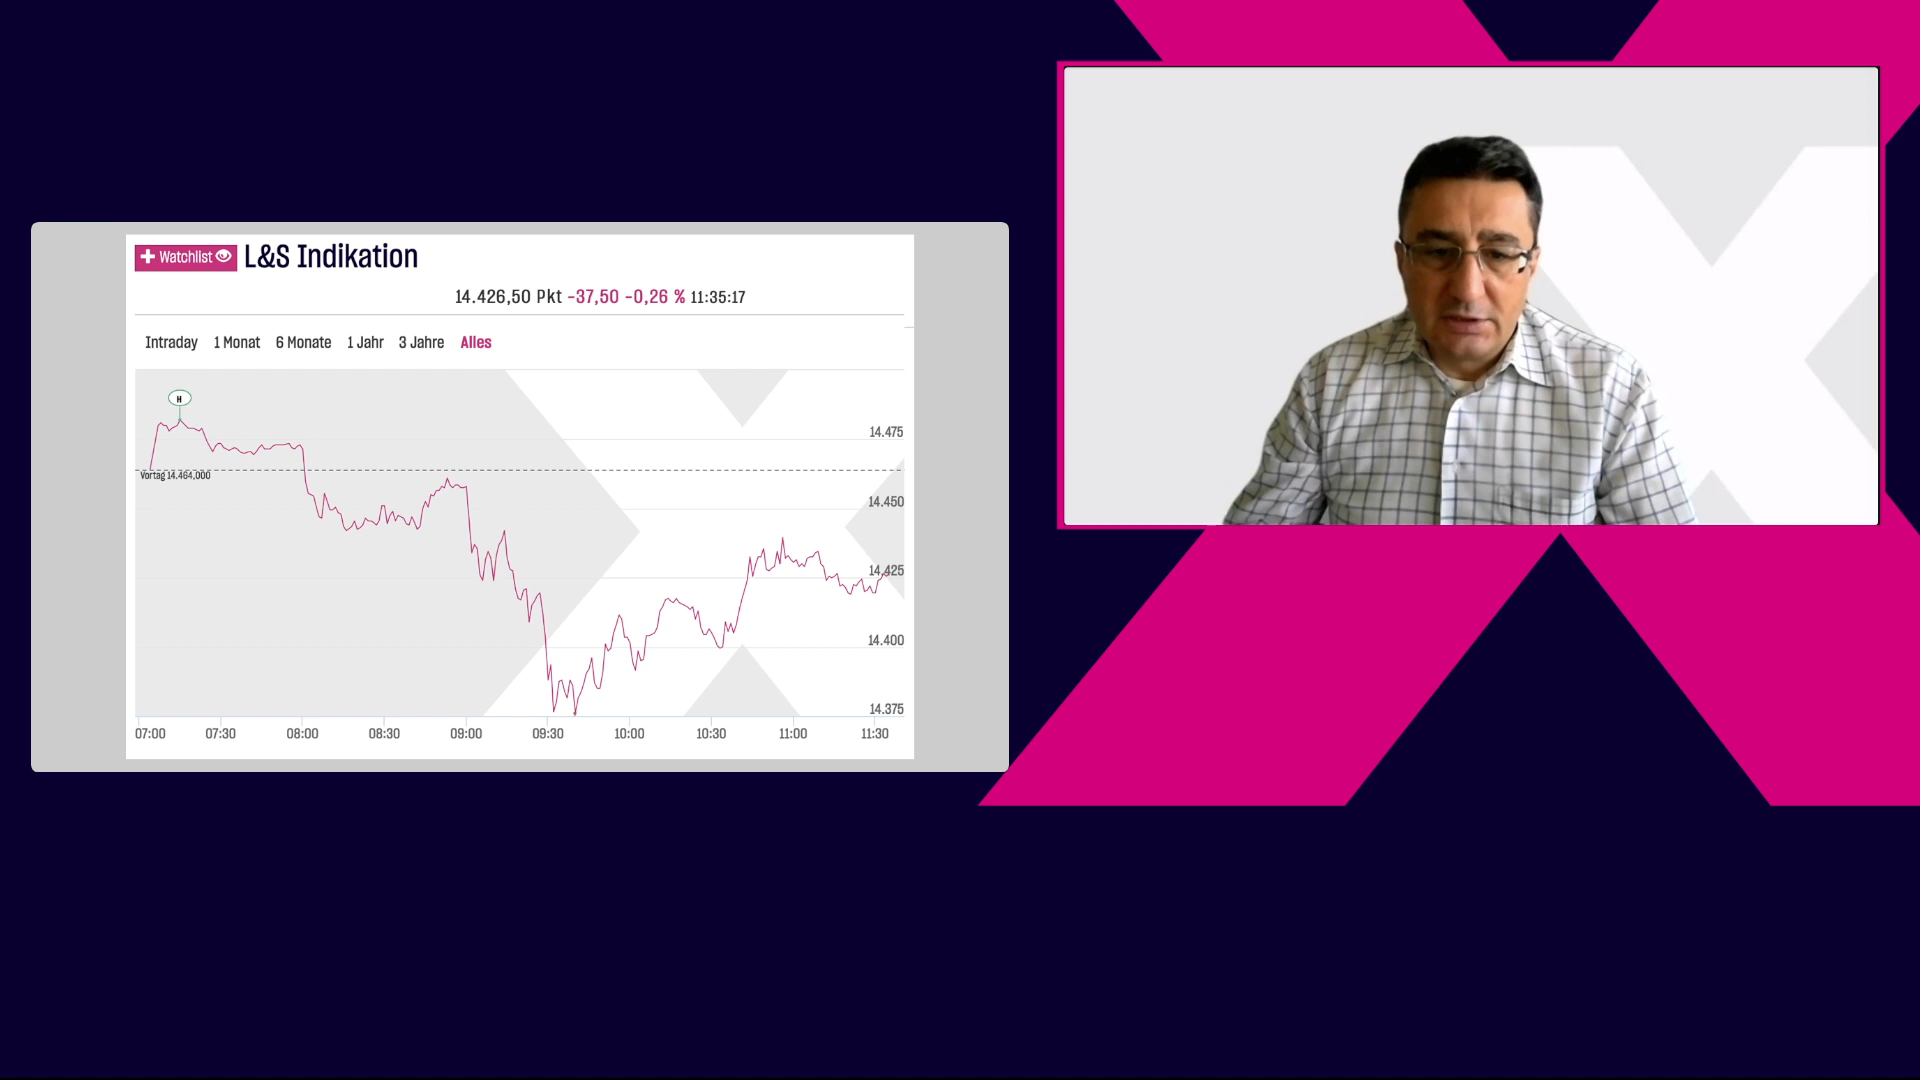 Watchlist L&S Indikation
14.426,50 Pkt -37,50 -0,26 % 11:35:17
Intraday 1 Monat 6 Monate 1 Jahr 3 Jahre Alles
H
14.475
Vortag 14.464,000
14.450
14.425
14.400
14.375
07:00 07:30 08:00 08:30 09:00 09:30 10:00 10:30 11:00 11:30